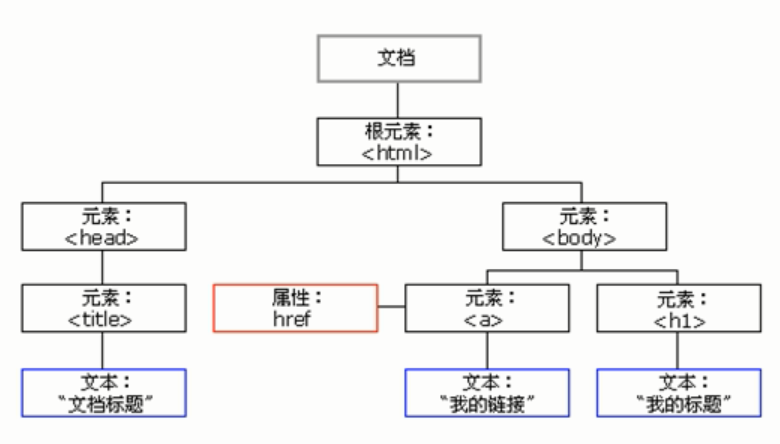 文档
根元素：
<html>
元素：
<head>
元素：
<body>
元素：
<title>
属性：
href
元素：
<a>
元素：
<h1>
文本：
“文档标题”
文本：
“我的链接”
文本：
“我的标题”